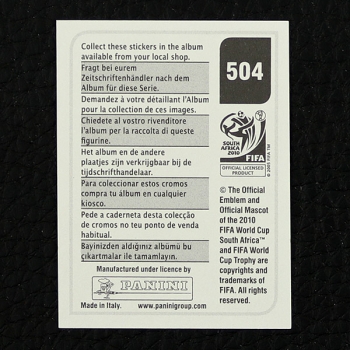 Collect these stickers in the album
available from your local shop.
Fragt bei eurem
Zeitschriftenhändler nach dem
Album für diese Serie.
Demandez à votre détaillant l'Album
pour la collection de ces images.
Chiedete al vostro rivenditore
l'album per la raccolta di queste
figurine.
Het album en de andere
plaatjes zijn verkrijgbaar bij de
tijdschrifthandelaar.
Para coleccionar estos cromos
compra tu álbum en cualquier
kiosco.
Pede a caderneta desta colecção
de cromos no teu ponto de venda
habitual.
Bayinizden aldığınız albümü bu
çıkartmalar ile tamamlayın.
Manufactured under licence by
PANINI
Made in Italy. www.paninigroup.com
504
SOUTH AFRICA
2010
FIFA
OFFICIAL LICENSED
PRODUCT
© 2005 FIFA TM
© The Official
Emblem and
Official Mascot
of the 2010
FIFA World Cup
South Africa™
and FIFA World
Cup Trophy are
copyrights and
trademarks of
FIFA. All rights
reserved.